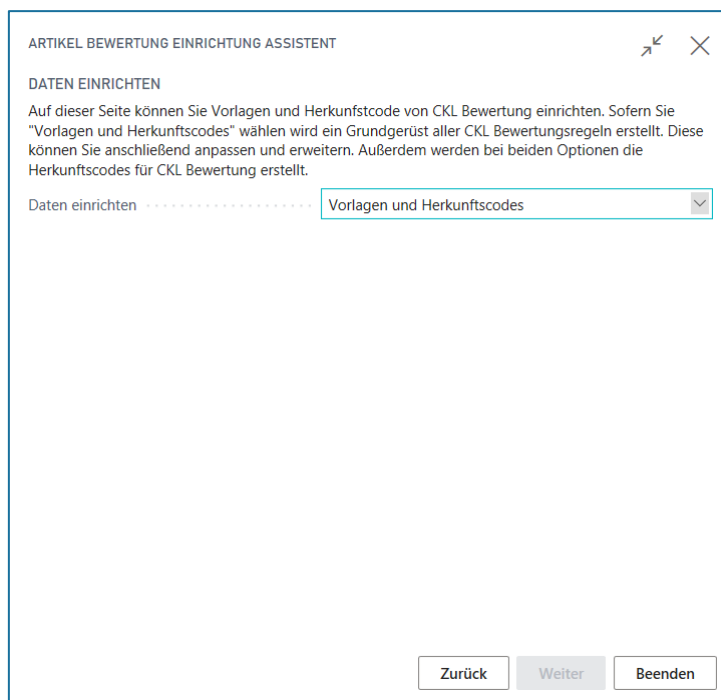 ARTIKEL BEWERTUNG EINRICHTUNG ASSISTENT
DATEN EINRICHTEN
Auf dieser Seite können Sie Vorlagen und Herkunfstcode von CKL Bewertung einrichten. Sofern Sie
"Vorlagen und Herkunftscodes" wählen wird ein Grundgerüst aller CKL Bewertungsregeln erstellt. Diese
können Sie anschließend anpassen und erweitern. Außerdem werden bei beiden Optionen die
Herkunftscodes für CKL Bewertung erstellt.
Daten einrichten Vorlagen und Herkunftscodes
Zurück Weiter Beenden